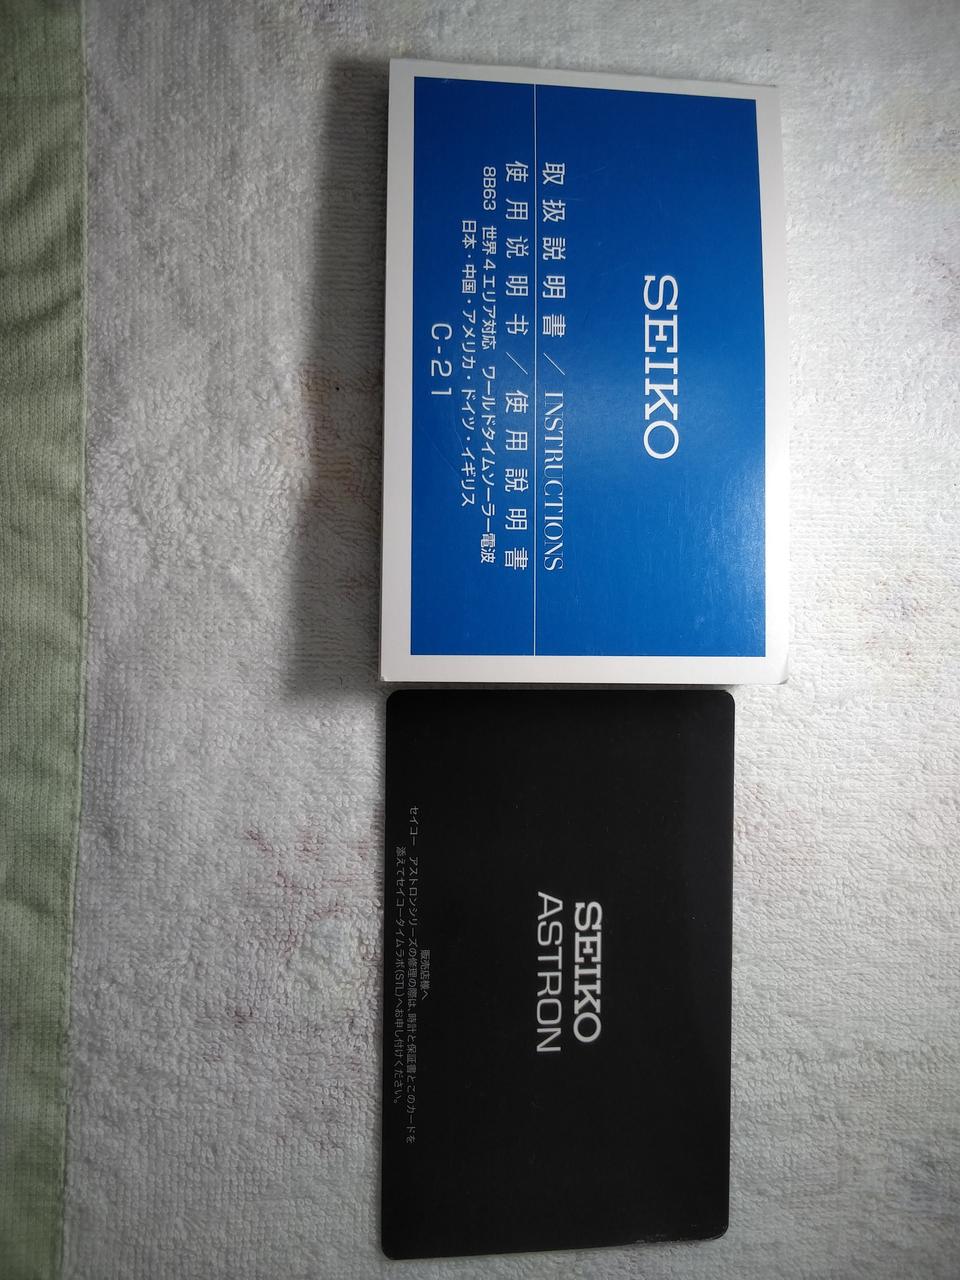 SEIKO
取扱説明書／INSTRUCTIONS
使用说明书／使用說明書
8B63 世界4エリア対応 ワールドタイムソーラー電波
日本・中国・アメリカ・ドイツ・イギリス
C-21
SEIKO
ASTRON
販売店様へ
セイコー アストロンシリーズの修理の際は、時計と保証書とこのカードを
添えてセイコータイムラボ(STL)へお申し付けください。